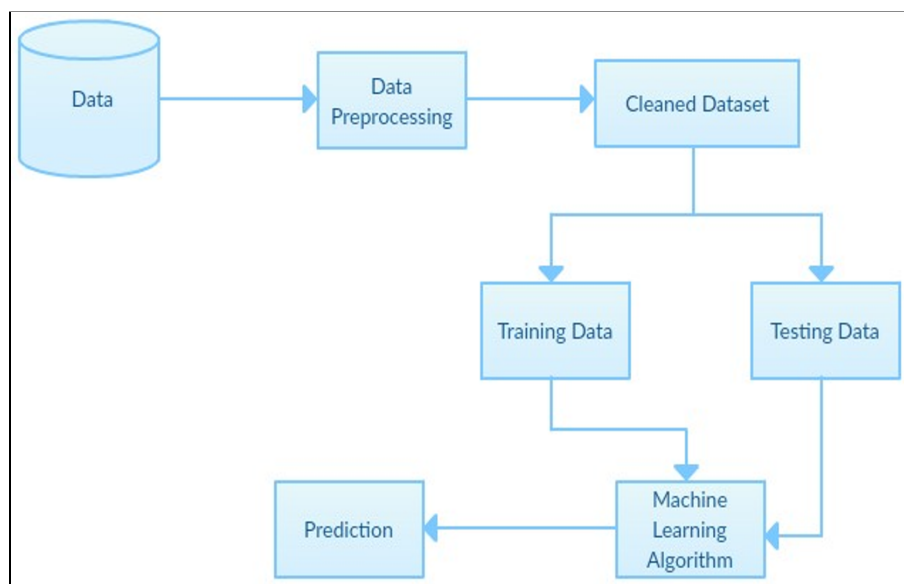 Data
Data
Preprocessing
Cleaned Dataset
Training Data
Testing Data
Machine
Learning
Algorithm
Prediction